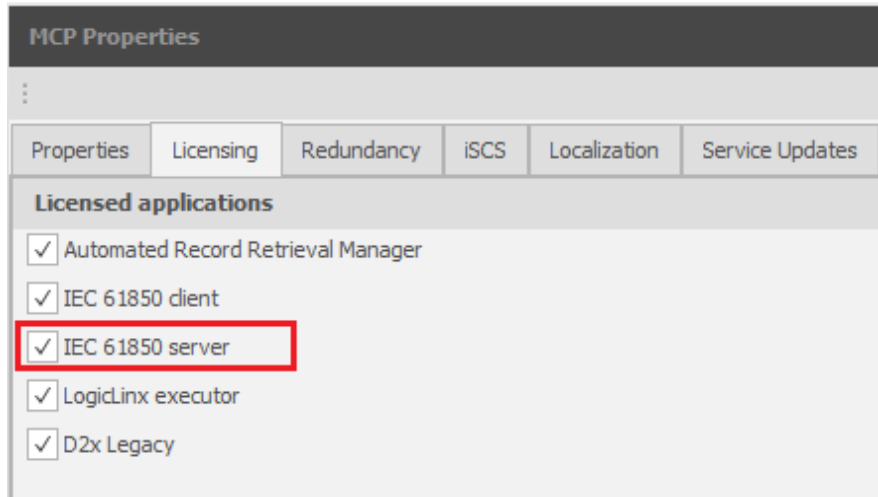 MCP Properties
Properties Licensing Redundancy iSCS Localization Service Updates
Licensed applications
Automated Record Retrieval Manager
IEC 61850 client
IEC 61850 server
LogicLinx executor
D2x Legacy